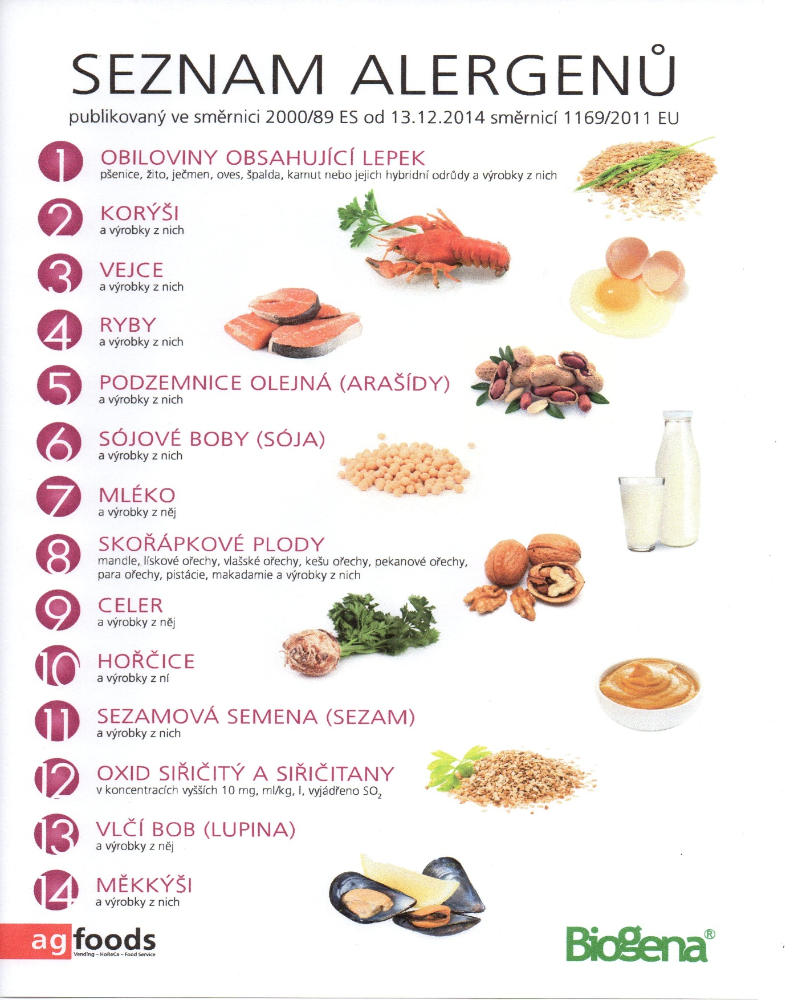 SEZNAM ALERGENŮ
publikovaný ve směrnici 2000/89 ES od 13.12.2014 směrnicí 1169/2011 EU
1 OBILOVINY OBSAHUJÍCÍ LEPEK
pšenice, žito, ječmen, oves, špalda, kamut nebo jejich hybridní odrůdy a výrobky z nich
2 KORÝŠI
a výrobky z nich
3 VEJCE
a výrobky z nich
4 RYBY
a výrobky z nich
5 PODZEMNICE OLEJNÁ (ARAŠÍDY)
a výrobky z nich
6 SÓJOVÉ BOBY (SÓJA)
a výrobky z nich
7 MLÉKO
a výrobky z něj
8 SKOŘÁPKOVÉ PLODY
mandle, lískové ořechy, vlašské ořechy, kešu ořechy, pekanové ořechy,
para ořechy, pistácie, makadamie a výrobky z nich
9 CELER
a výrobky z něj
10 HOŘČICE
a výrobky z ní
11 SEZAMOVÁ SEMENA (SEZAM)
a výrobky z nich
12 OXID SIŘIČITÝ A SIŘIČITANY
v koncentracích vyšších 10 mg, ml/kg, l, vyjádřeno SO₂
13 VLČÍ BOB (LUPINA)
a výrobky z něj
14 MĚKKÝŠI
a výrobky z nich
agfoods
Vending – HoReCa – Food Service
Biogena®